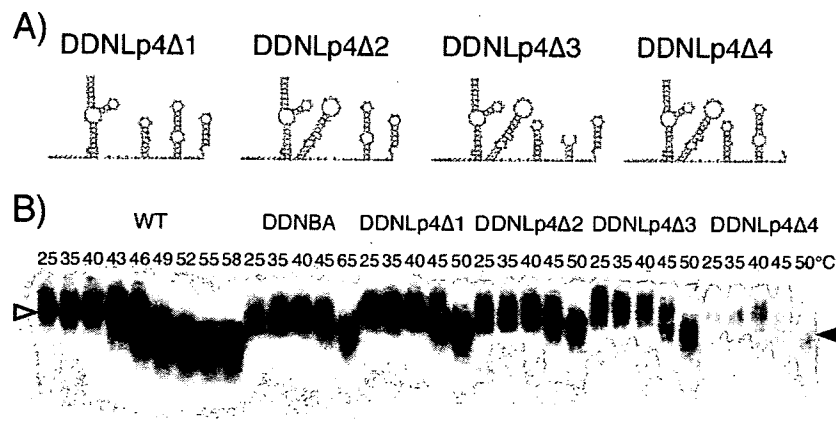 A)
DDNLp4Δ1 DDNLp4Δ2 DDNLp4Δ3 DDNLp4Δ4
B)
WT DDNBA DDNLp4Δ1 DDNLp4Δ2 DDNLp4Δ3 DDNLp4Δ4
25 35 40 43 46 49 52 55 58 25 35 40 45 65 25 35 40 45 50 25 35 40 45 50 25 35 40 45 50 25 35 40 45 50°C